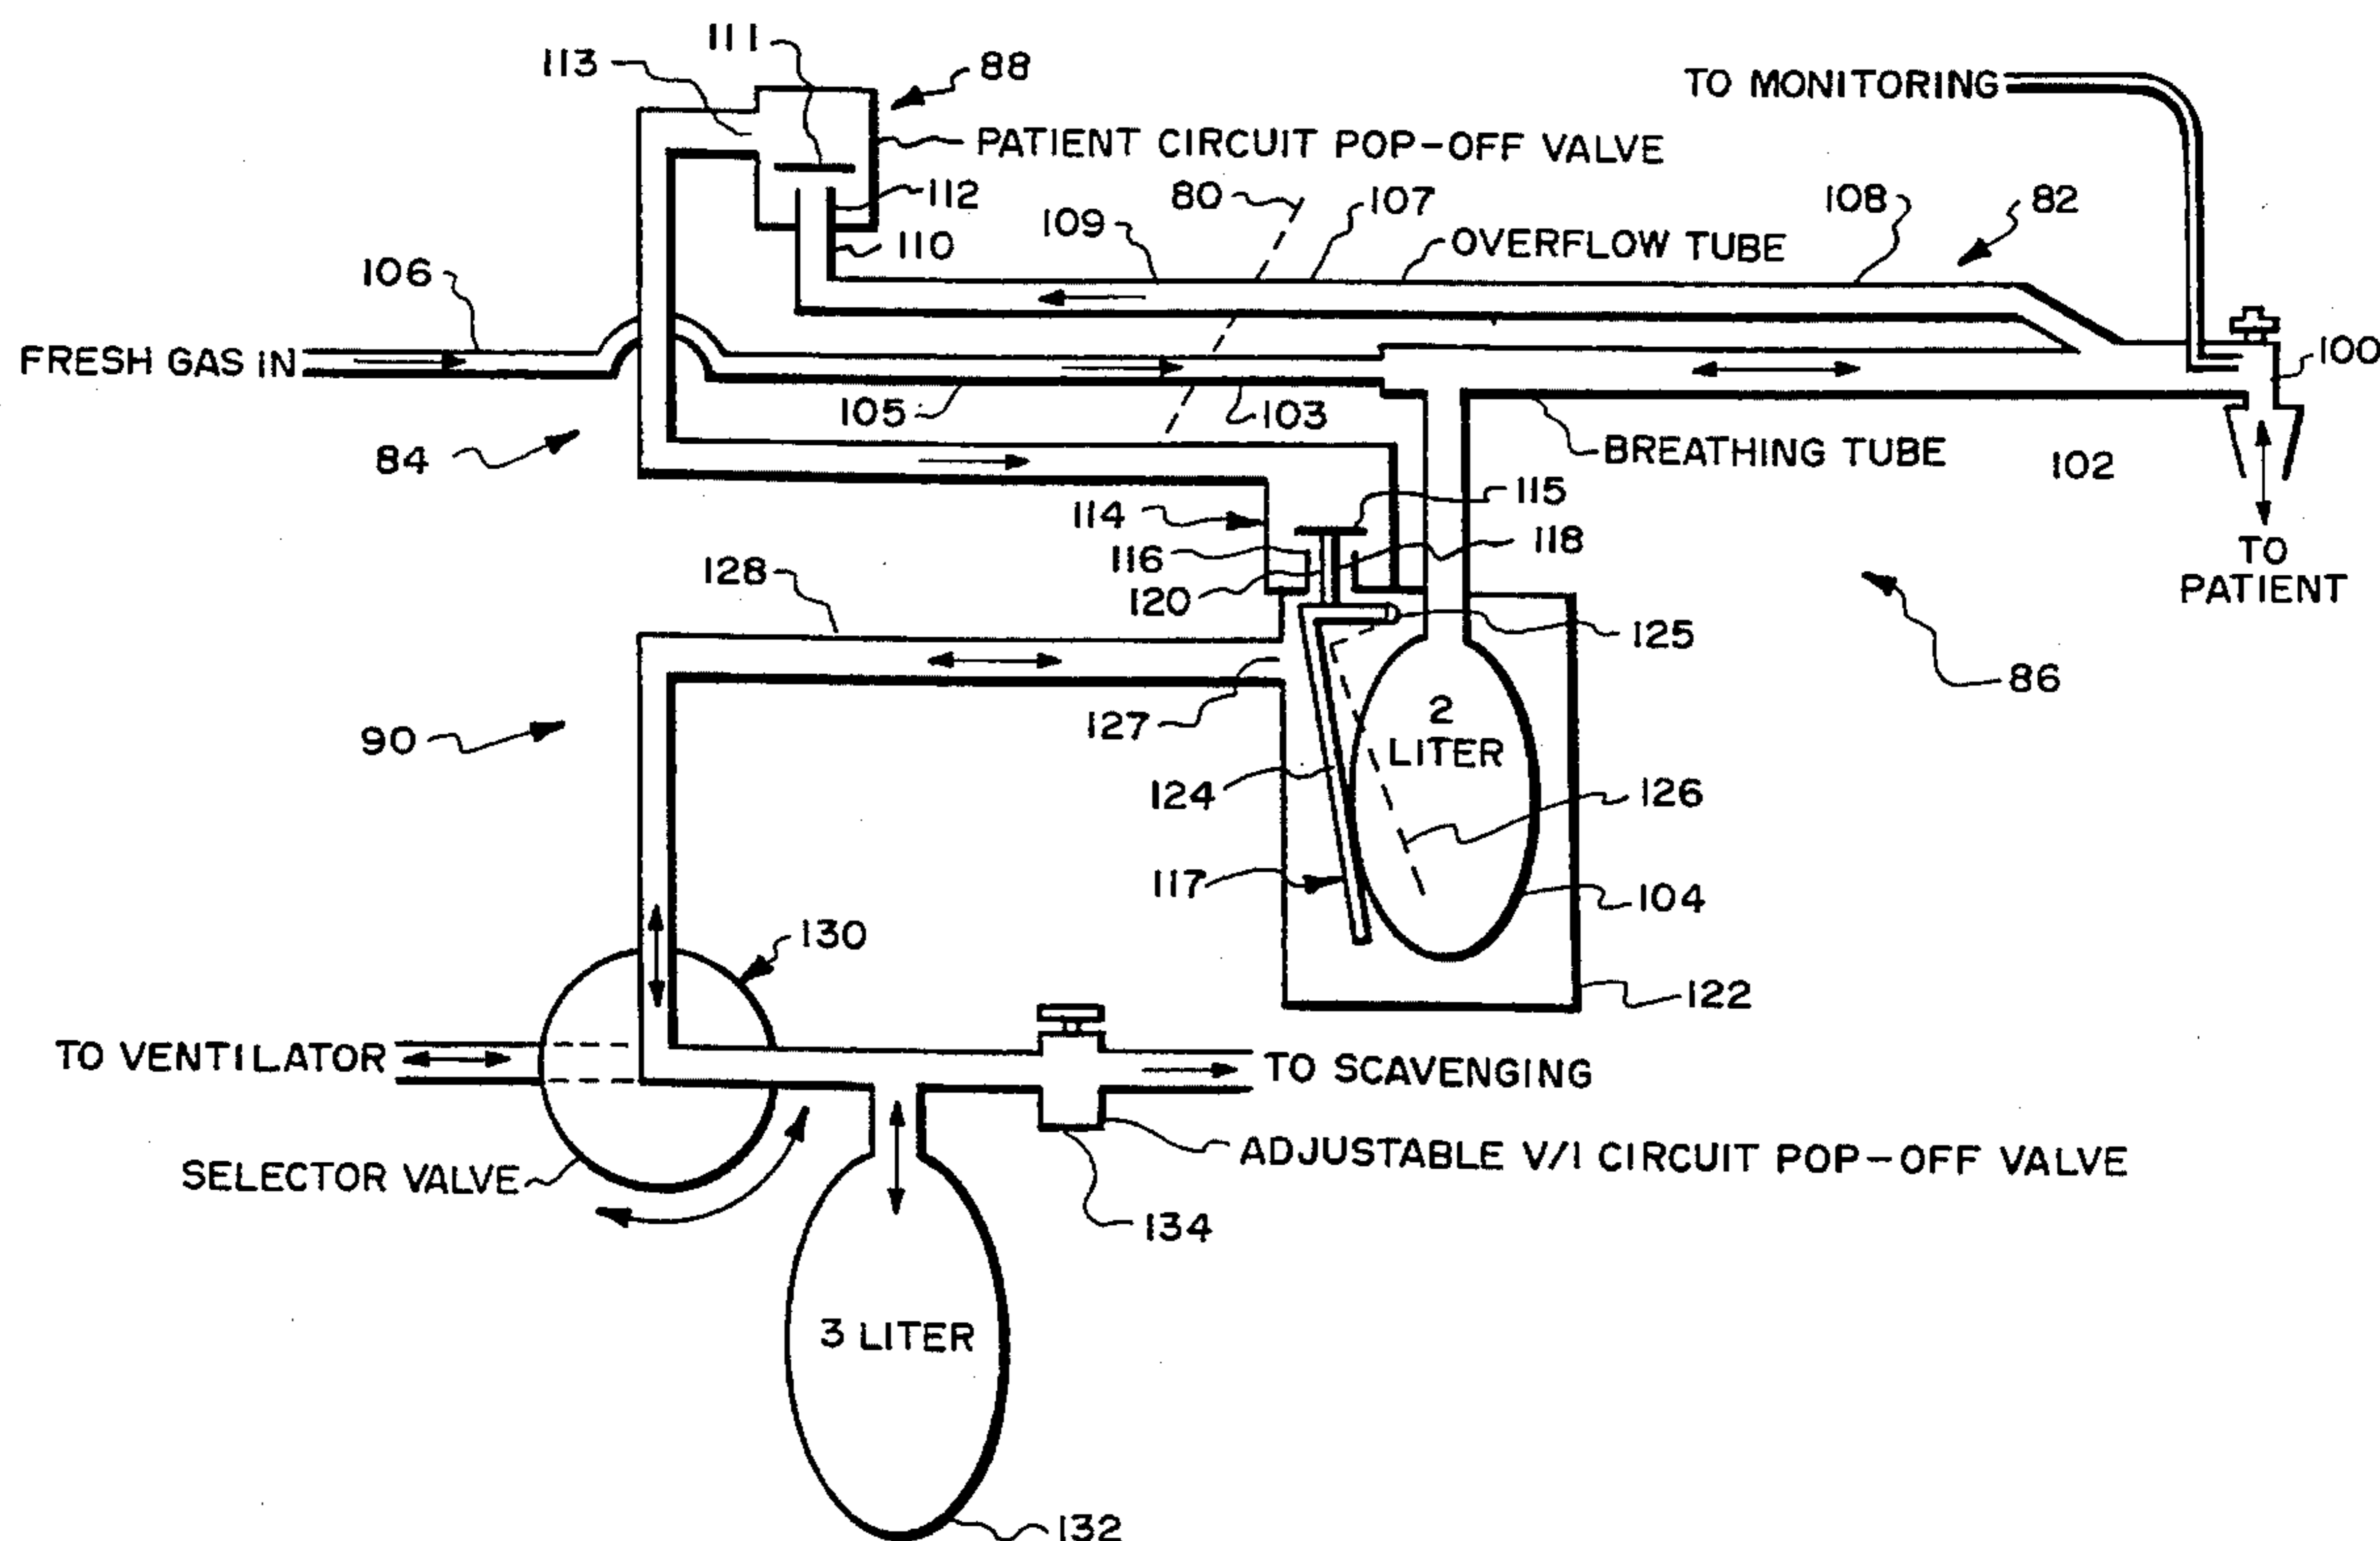 111
113
88
TO MONITORING
PATIENT CIRCUIT POP-OFF VALVE
112
80
107
108
82
109
110
OVERFLOW TUBE
106
FRESH GAS IN
100
105
103
84
BREATHING TUBE
102
115
114
116
118
TO
PATIENT
128
120
125
86
127
2
LITER
90
124
126
117
104
130
122
TO VENTILATOR
TO SCAVENGING
SELECTOR VALVE
ADJUSTABLE V/I CIRCUIT POP-OFF VALVE
134
3 LITER
132